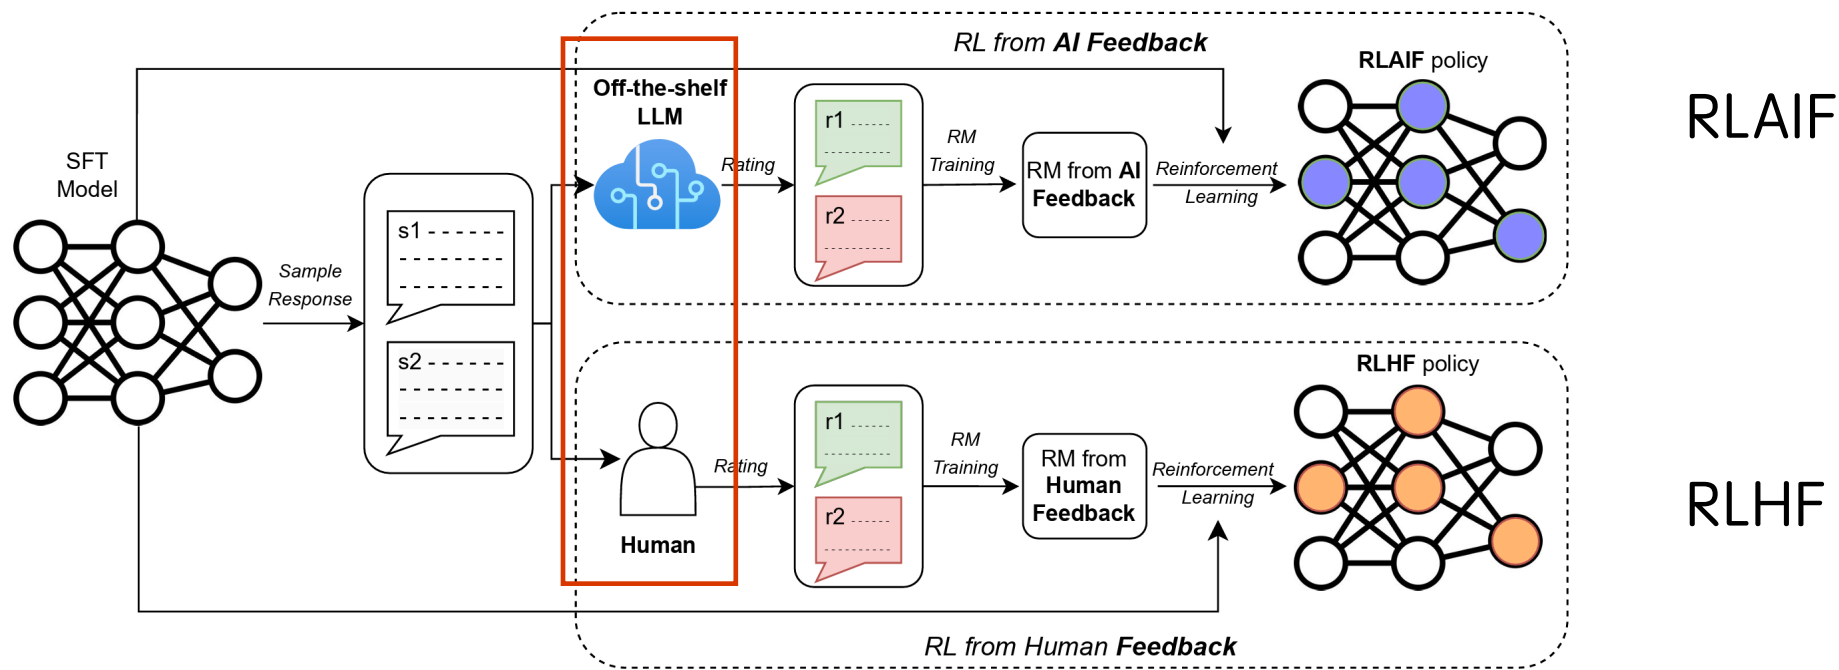 RL from AI Feedback
RLAIF policy
Off-the-shelf
LLM
RLAIF
r1
RM
Training
Rating
SFT
Model
RM from AI
Feedback
Reinforcement
Learning
r2
s1
Sample
Response
s2
RLHF policy
r1
RM
Training
Rating
RM from
Human
Feedback
Reinforcement
Learning
r2
RLHF
Human
RL from Human Feedback